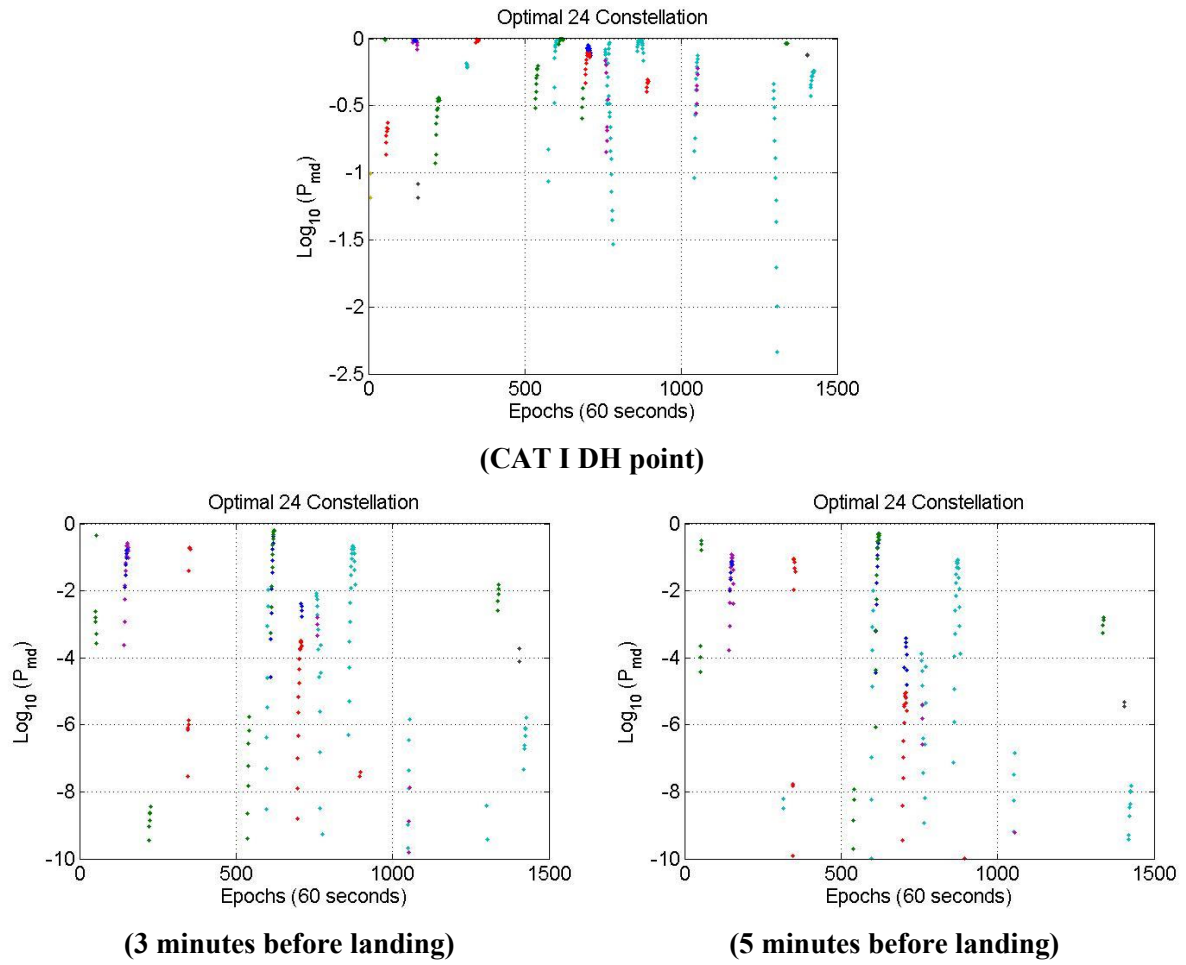 Optimal 24 Constellation
0
-0.5
-1
-1.5
-2
-2.5
Log10 (Pmd)
0 500 1000 1500
Epochs (60 seconds)
(CAT I DH point)
Optimal 24 Constellation
0
-2
-4
-6
-8
-10
Log10 (Pmd)
0 500 1000 1500
Epochs (60 seconds)
(3 minutes before landing)
Optimal 24 Constellation
0
-2
-4
-6
-8
-10
Log10 (Pmd)
0 500 1000 1500
Epochs (60 seconds)
(5 minutes before landing)